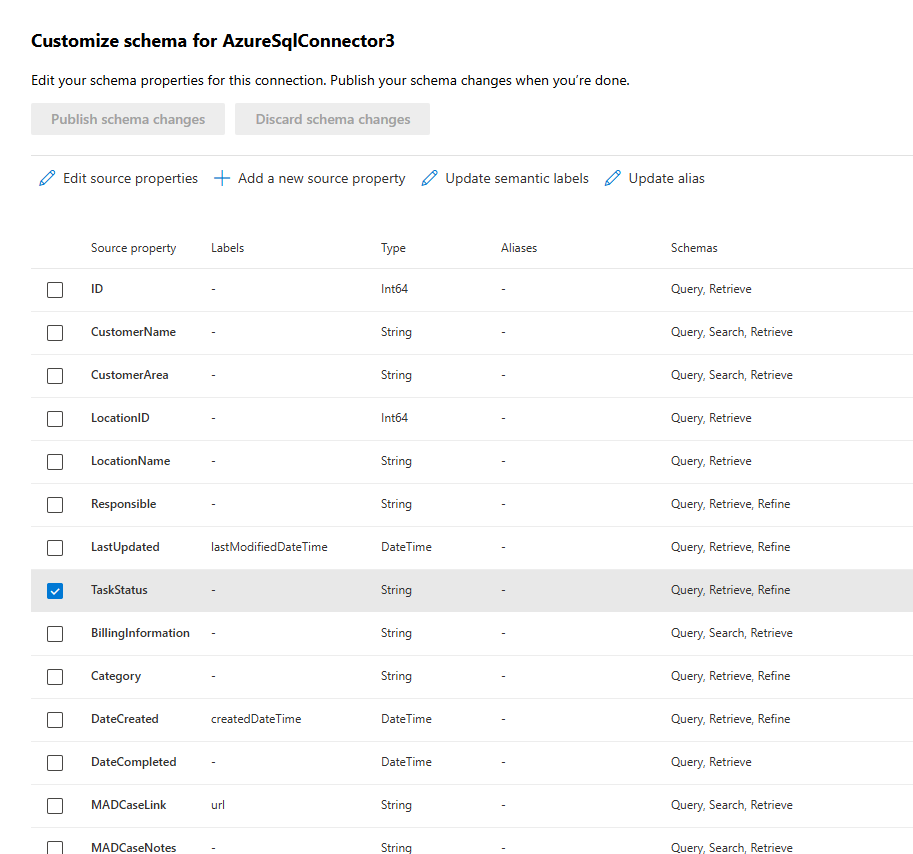 Customize schema for AzureSqlConnector3
Edit your schema properties for this connection. Publish your schema changes when you're done.
Publish schema changes Discard schema changes
Edit source properties Add a new source property Update semantic labels Update alias
Source property Labels Type Aliases Schemas
ID - Int64 - Query, Retrieve
CustomerName - String - Query, Search, Retrieve
CustomerArea - String - Query, Search, Retrieve
LocationID - Int64 - Query, Retrieve
LocationName - String - Query, Retrieve
Responsible - String - Query, Retrieve, Refine
LastUpdated lastModifiedDateTime DateTime - Query, Retrieve, Refine
TaskStatus - String - Query, Retrieve, Refine
BillingInformation - String - Query, Search, Retrieve
Category - String - Query, Retrieve, Refine
DateCreated createdDateTime DateTime - Query, Retrieve, Refine
DateCompleted - DateTime - Query, Retrieve
MADCaseLink url String - Query, Search, Retrieve
MADCaseNotes - String - Query, Search, Retrieve